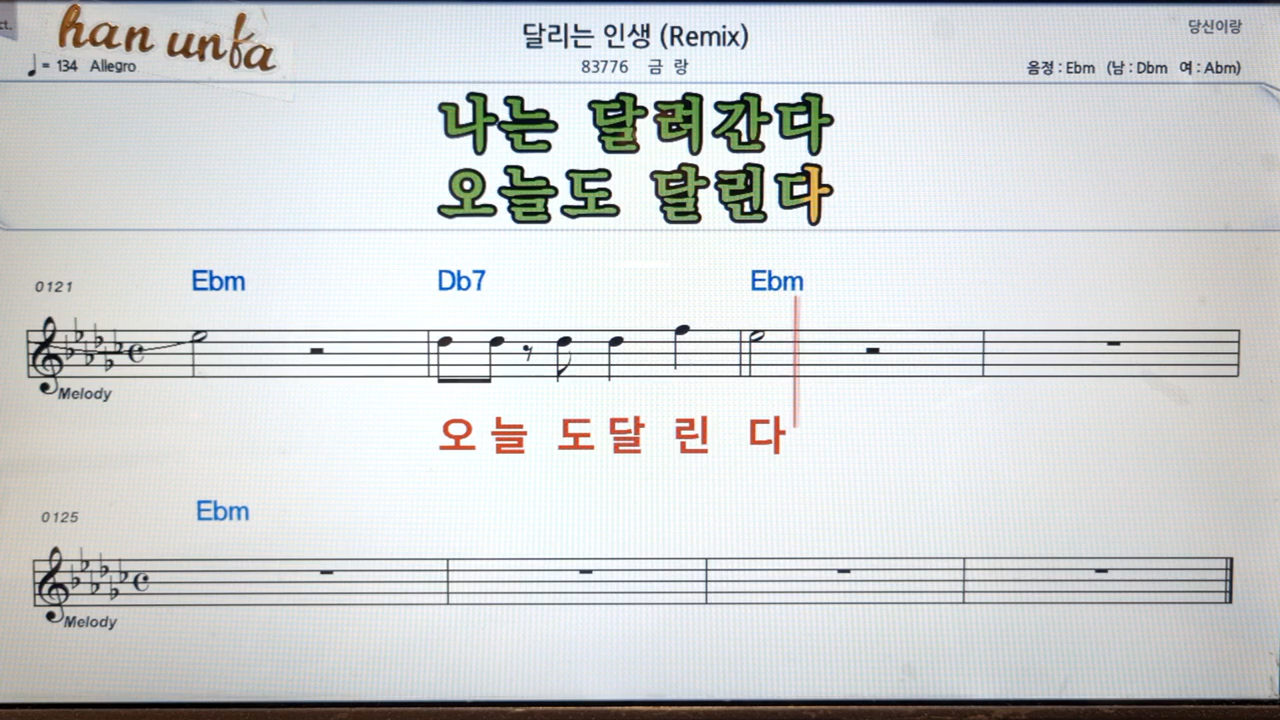 ct.
han unfa
달리는 인생 (Remix)
당신이랑
♩= 134 Allegro
83776 금 랑
음정 : Ebm (남 : Dbm 여 : Abm)
나는 달려간다
오늘도 달린다
0121 Ebm Db7 Ebm
Melody
오 늘 도 달 린 다
0125 Ebm
Melody